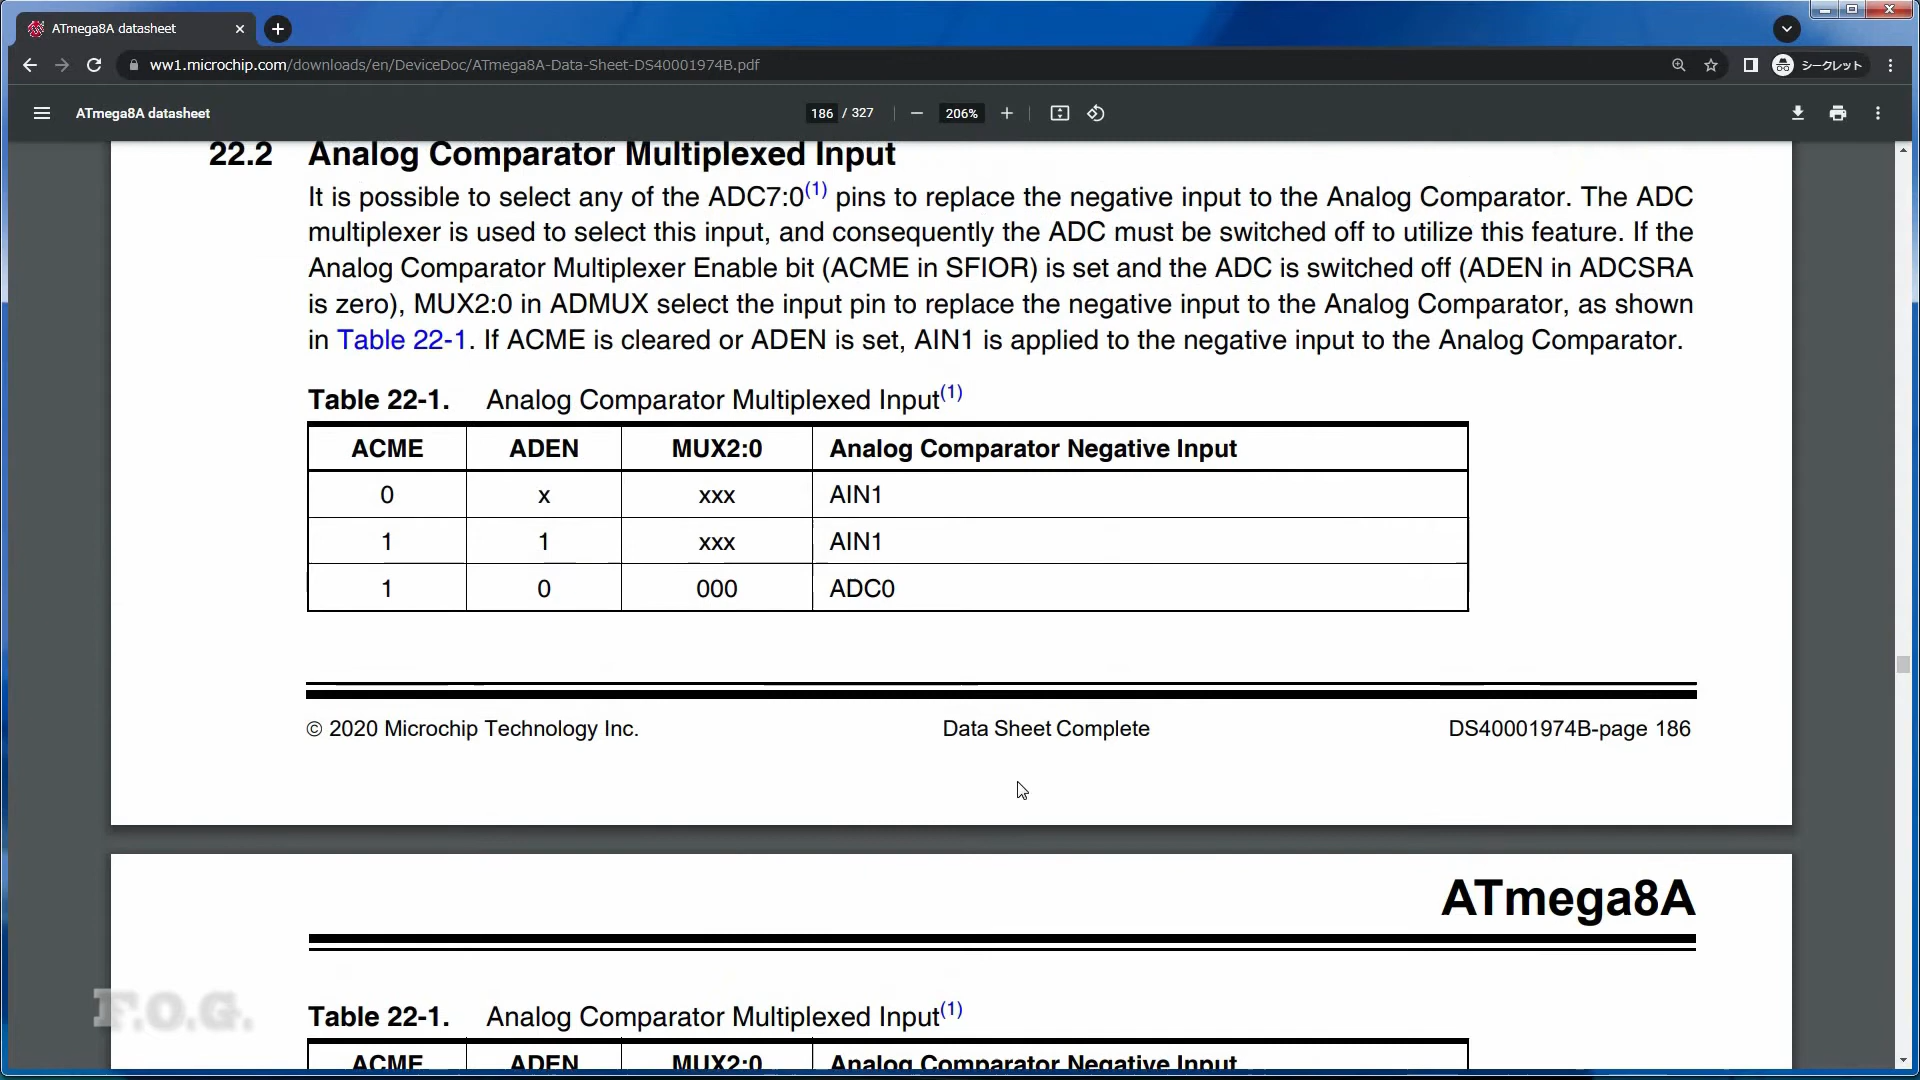 ATmega8A datasheet
ww1.microchip.com/downloads/en/DeviceDoc/ATmega8A-Data-Sheet-DS40001974B.pdf
シークレット
ATmega8A datasheet
186 / 327
206%
22.2 Analog Comparator Multiplexed Input
It is possible to select any of the ADC7:0(1) pins to replace the negative input to the Analog Comparator. The ADC
multiplexer is used to select this input, and consequently the ADC must be switched off to utilize this feature. If the
Analog Comparator Multiplexer Enable bit (ACME in SFIOR) is set and the ADC is switched off (ADEN in ADCSRA
is zero), MUX2:0 in ADMUX select the input pin to replace the negative input to the Analog Comparator, as shown
in Table 22-1. If ACME is cleared or ADEN is set, AIN1 is applied to the negative input to the Analog Comparator.
Table 22-1. Analog Comparator Multiplexed Input(1)
ACME ADEN MUX2:0 Analog Comparator Negative Input
0 x xxx AIN1
1 1 xxx AIN1
1 0 000 ADC0
© 2020 Microchip Technology Inc. Data Sheet Complete DS40001974B-page 186
ATmega8A
F.O.G.
Table 22-1. Analog Comparator Multiplexed Input(1)
ACME ADEN MUX2:0 Analog Comparator Negative Input